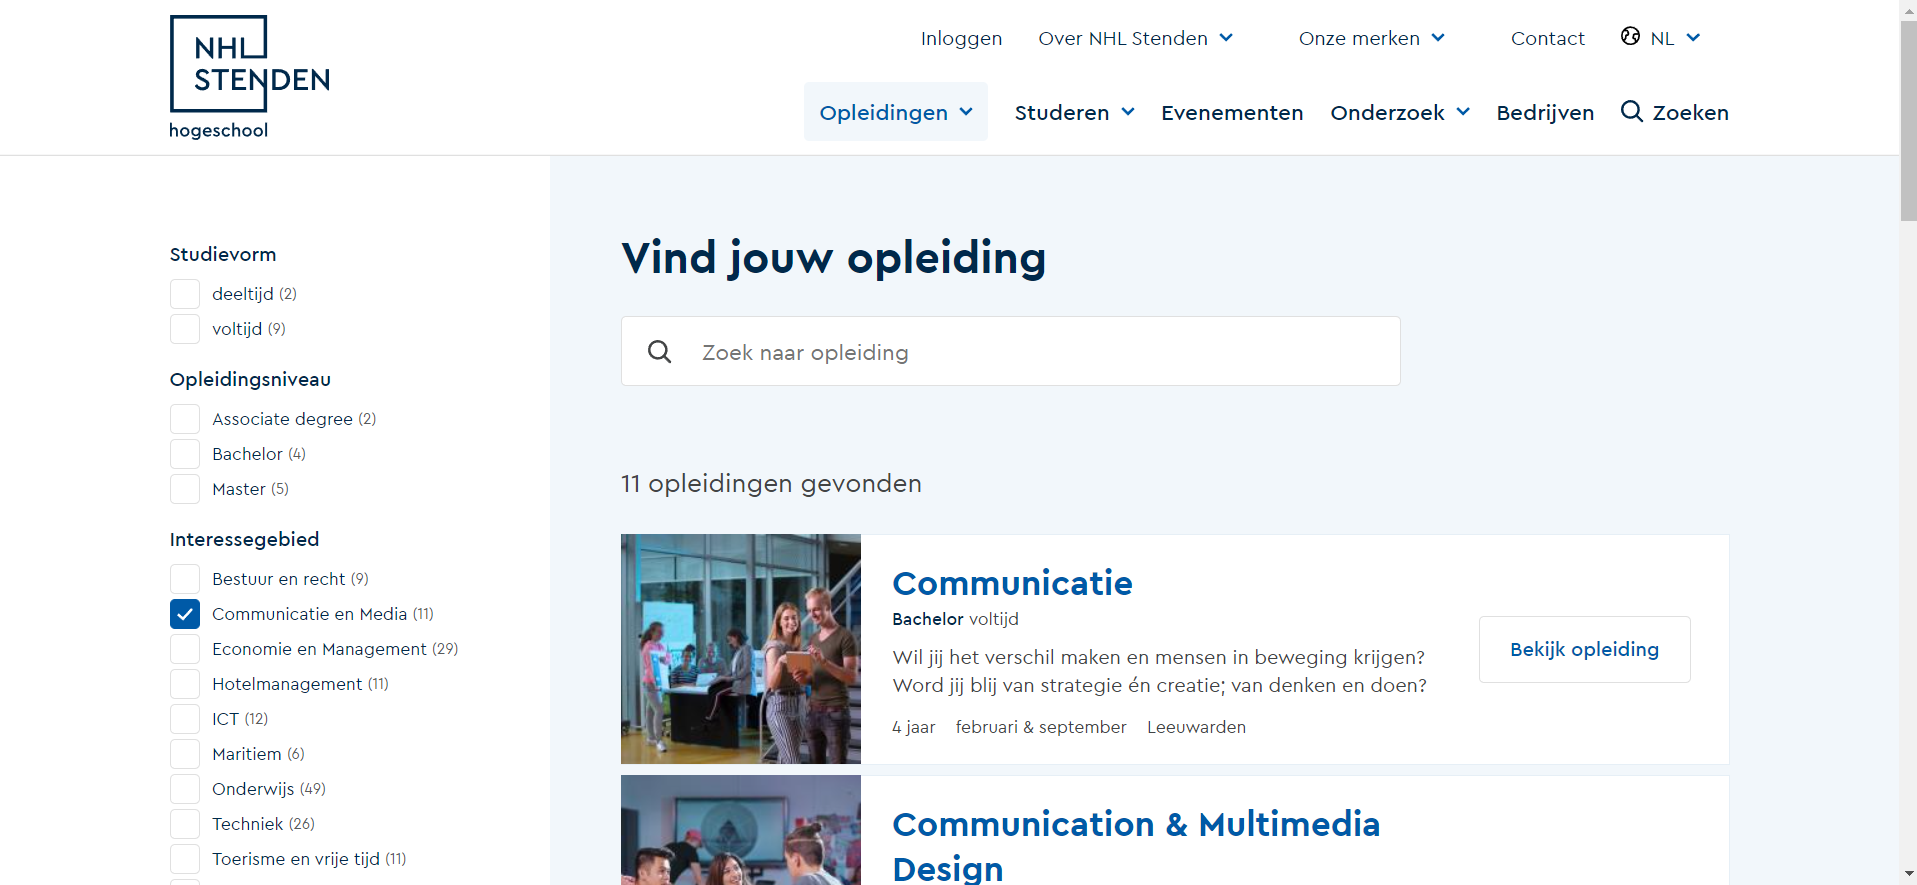 NHL
STENDEN
hogeschool
Inloggen
Over NHL Stenden
Onze merken
Contact
NL
Opleidingen
Studeren
Evenementen
Onderzoek
Bedrijven
Zoeken
Studievorm
deeltijd (2)
voltijd (9)
Opleidingsniveau
Associate degree (2)
Bachelor (4)
Master (5)
Interessegebied
Bestuur en recht (9)
Communicatie en Media (11)
Economie en Management (29)
Hotelmanagement (11)
ICT (12)
Maritiem (6)
Onderwijs (49)
Techniek (26)
Toerisme en vrije tijd (11)
Vind jouw opleiding
Zoek naar opleiding
11 opleidingen gevonden
Communicatie
Bachelor voltijd
Wil jij het verschil maken en mensen in beweging krijgen?
Word jij blij van strategie én creatie; van denken en doen?
4 jaar februari & september Leeuwarden
Bekijk opleiding
Communication & Multimedia
Design